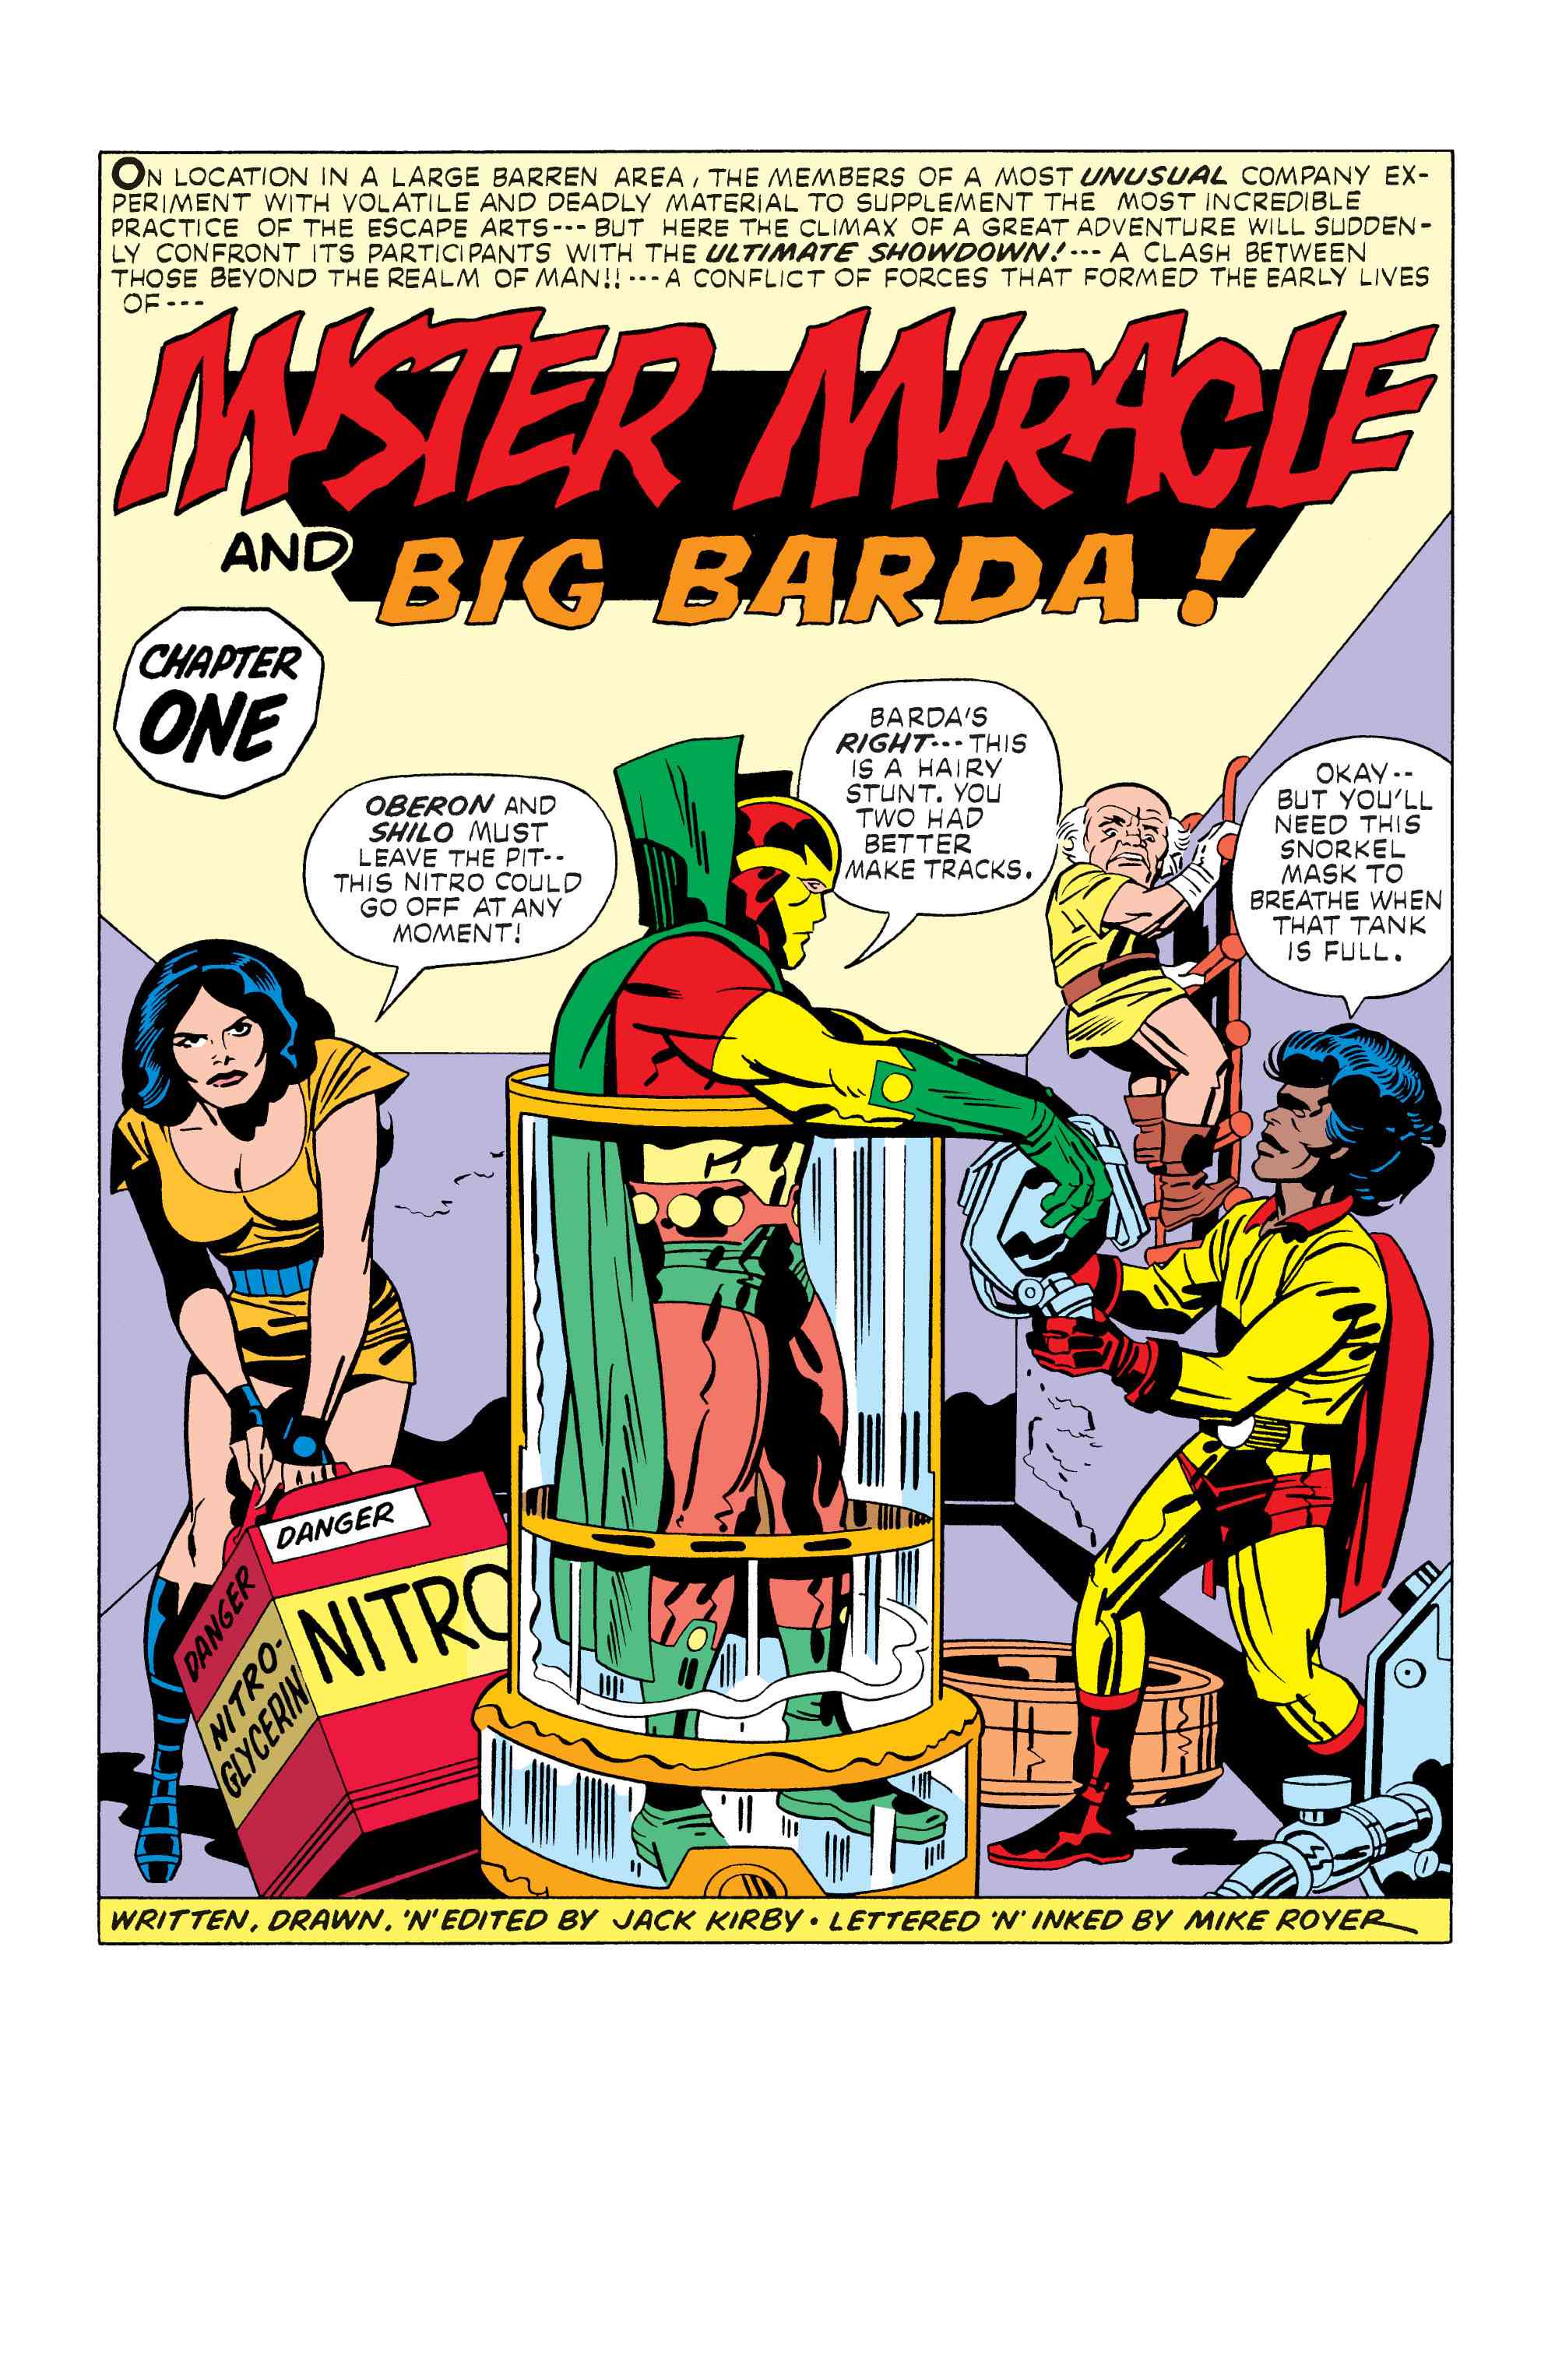 ON LOCATION IN A LARGE BARREN AREA, THE MEMBERS OF A MOST UNUSUAL COMPANY EX-
PERIMENT WITH VOLATILE AND DEADLY MATERIAL TO SUPPLEMENT THE MOST INCREDIBLE
PRACTICE OF THE ESCAPE ARTS--- BUT HERE THE CLIMAX OF A GREAT ADVENTURE WILL SUDDEN-
LY CONFRONT ITS PARTICIPANTS WITH THE ULTIMATE SHOWDOWN!--- A CLASH BETWEEN
THOSE BEYOND THE REALM OF MAN!!---A CONFLICT OF FORCES THAT FORMED THE EARLY LIVES
OF---
MISTER MIRACLE
AND BIG BARDA!
CHAPTER
ONE
OBERON AND
SHILO MUST
LEAVE THE PIT--
THIS NITRO COULD
GO OFF AT ANY
MOMENT!
BARDA'S
RIGHT--- THIS
IS A HAIRY
STUNT. YOU
TWO HAD
BETTER
MAKE TRACKS.
OKAY--
BUT YOU'LL
NEED THIS
SNORKEL
MASK TO
BREATHE WHEN
THAT TANK
IS FULL.
DANGER
NITRO
DANGER
NITRO-
GLYCERIN
WRITTEN, DRAWN, 'N' EDITED BY JACK KIRBY • LETTERED 'N' INKED BY MIKE ROYER